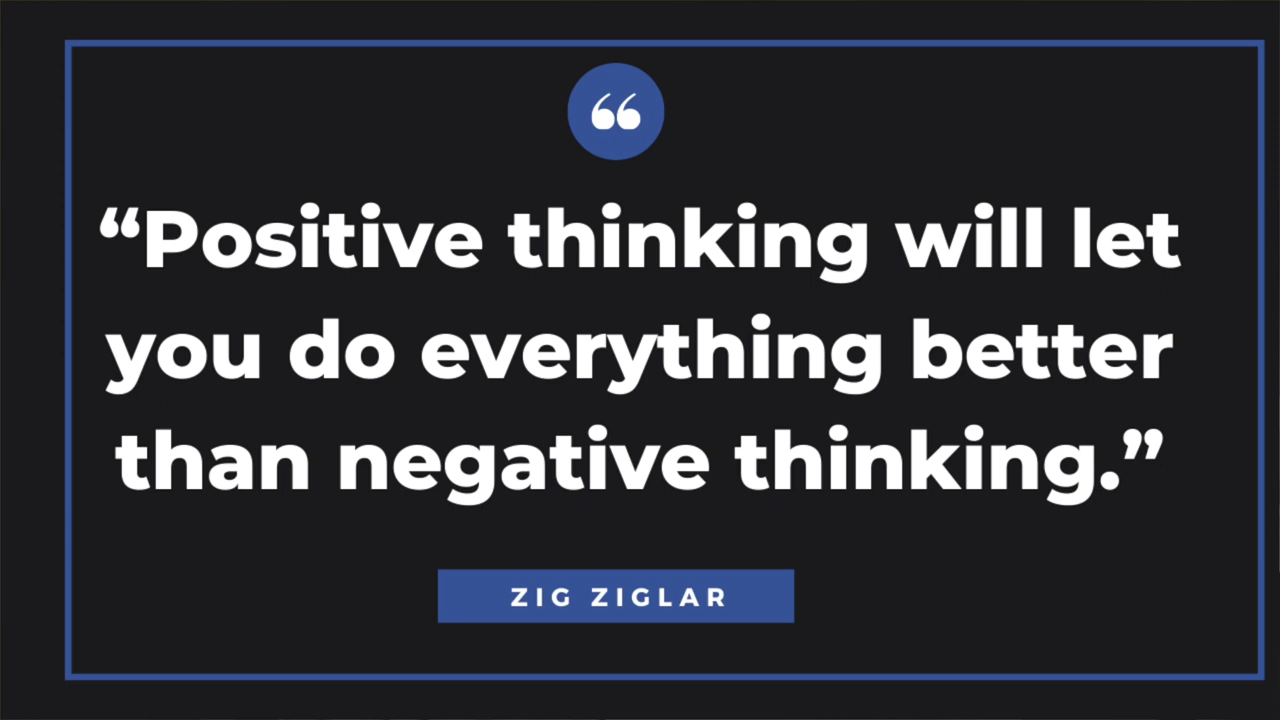 “
“Positive thinking will let
you do everything better
than negative thinking.”
ZIG ZIGLAR